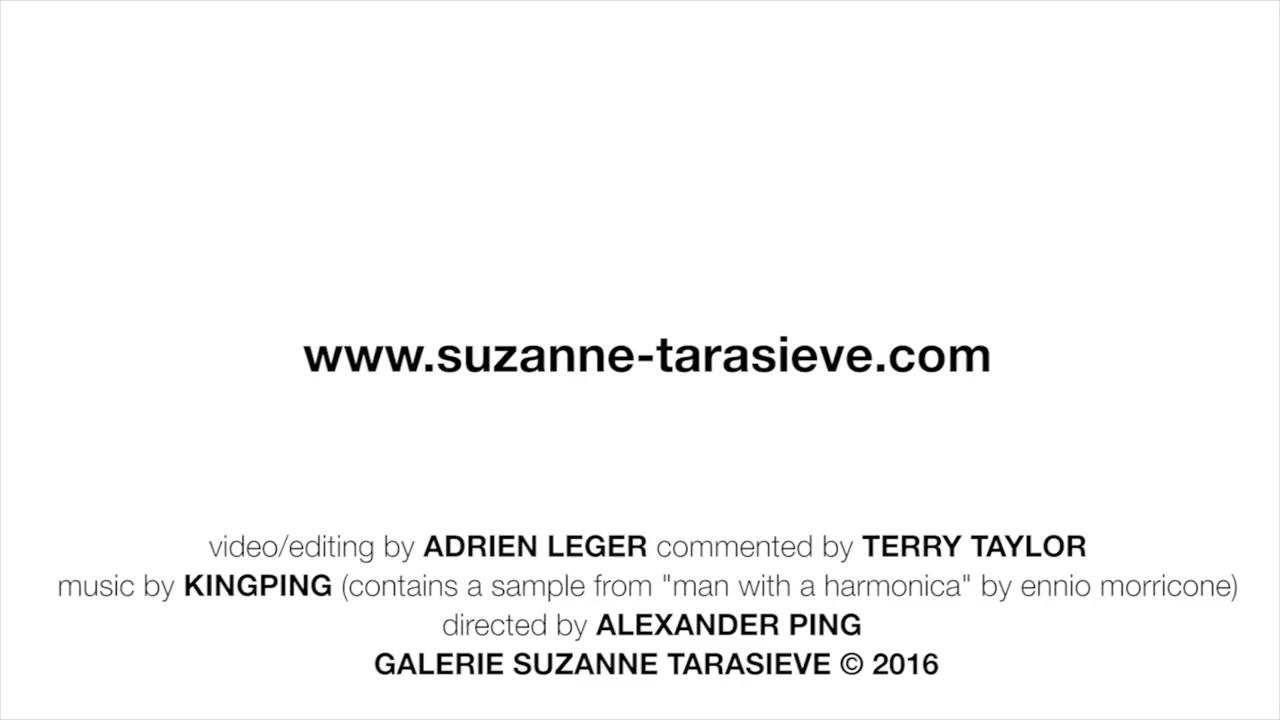 www.suzanne-tarasieve.com
video/editing by ADRIEN LEGER commented by TERRY TAYLOR
music by KINGPING (contains a sample from "man with a harmonica" by ennio morricone)
directed by ALEXANDER PING
GALERIE SUZANNE TARASIEVE © 2016